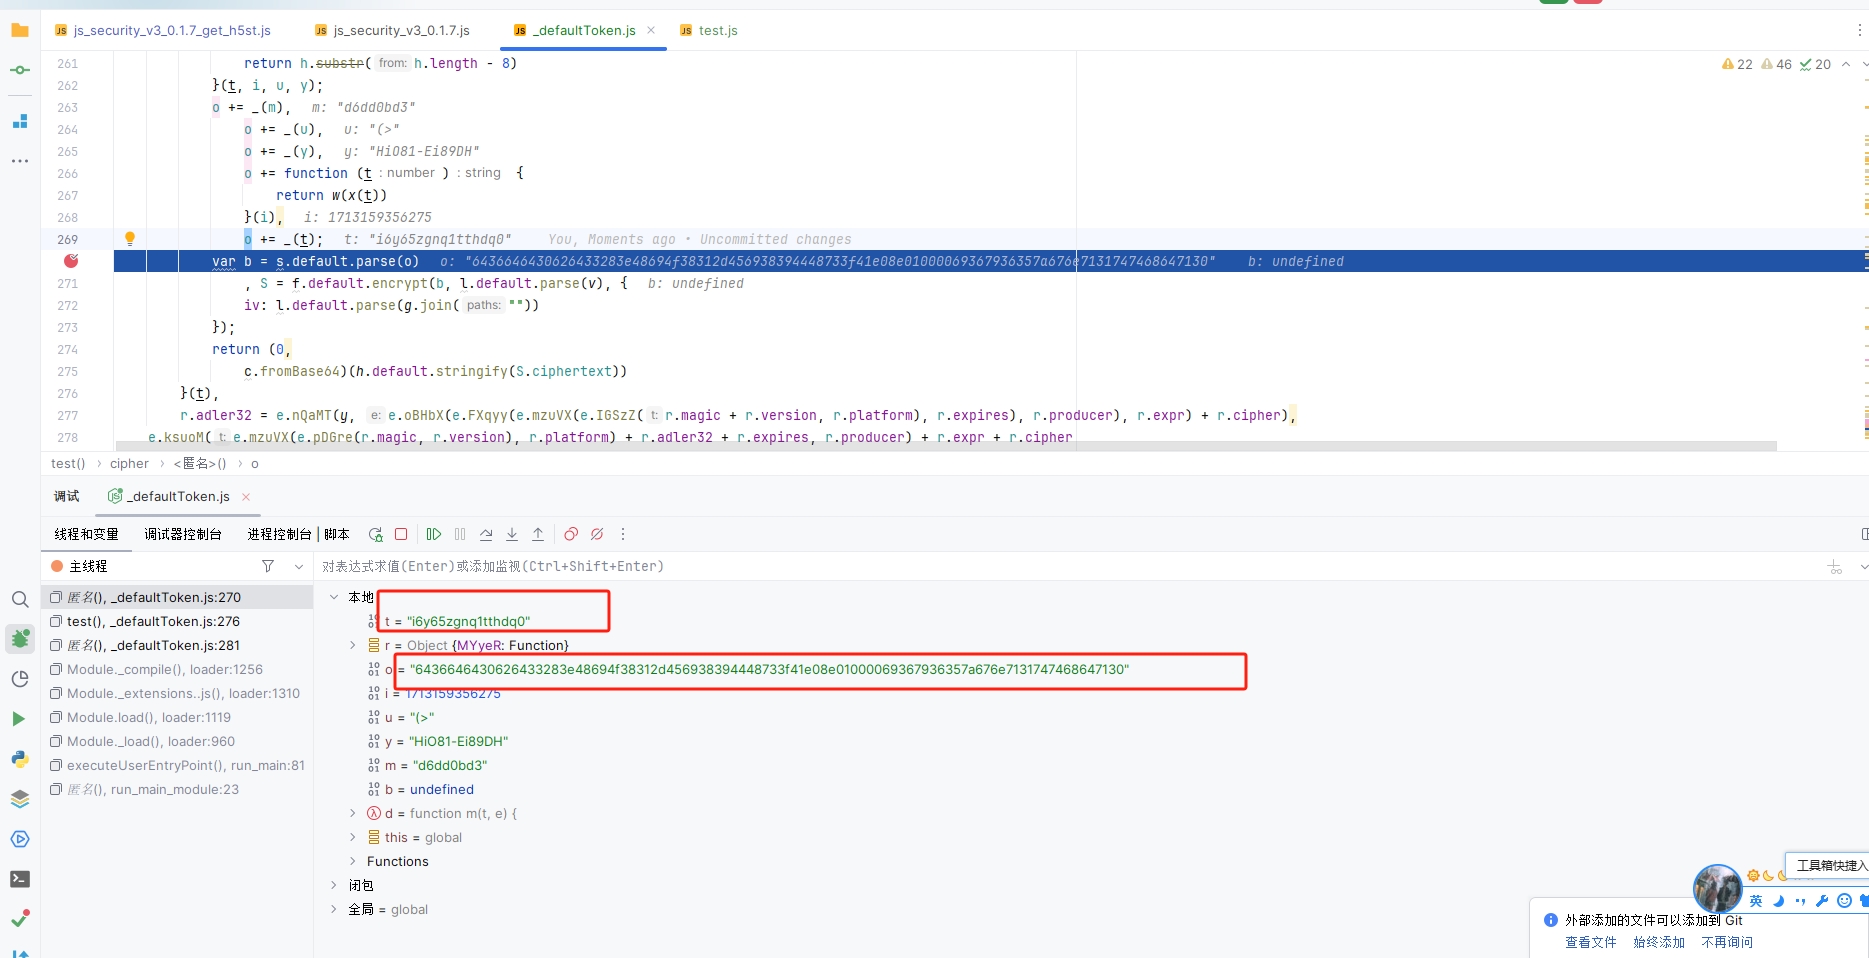 js_security_v3_0.1.7_get_h5st.js js_security_v3_0.1.7.js _defaultToken.js test.js
261 return h.substr( from: h.length - 8)
22 46 20
262 }(t, i, u, y);
263 o += _(m), m: "d6dd0bd3"
264 o += _(u), u: "(>"
265 o += _(y), y: "HiO81-Ei89DH"
266 o += function (t : number ) : string {
267 return w(x(t))
268 }(i), i: 1713159356275
269 o += _(t); t: "i6y65zgnq1tthdq0" You, Moments ago • Uncommitted changes
var b = s.default.parse(o) o: "6436646430626433283e48694f38312d456938394448733f41e08e01000069367936357a676e7131747468647130" b: undefined
271 , S = f.default.encrypt(b, l.default.parse(v), { b: undefined
272 iv: l.default.parse(g.join( paths: ""))
273 });
274 return (0,
275 c.fromBase64)(h.default.stringify(S.ciphertext))
276 }(t),
277 r.adler32 = e.nQaMT(y, e: e.oBHbX(e.FXqyy(e.mzuVX(e.IGSzZ( t: r.magic + r.version, r.platform), r.expires), r.producer), r.expr) + r.cipher),
278 e.ksuoM( t: e.mzuVX(e.pDGre(r.magic, r.version), r.platform) + r.adler32 + r.expires, r.producer) + r.expr + r.cipher
test() › cipher › <匿名>() › o
调试 _defaultToken.js
线程和变量 调试器控制台 进程控制台 脚本
主线程
对表达式求值(Enter)或添加监视(Ctrl+Shift+Enter)
匿名(), _defaultToken.js:270
test(), _defaultToken.js:276
匿名(), _defaultToken.js:281
Module._compile(), loader:1256
Module._extensions..js(), loader:1310
Module.load(), loader:1119
Module._load(), loader:960
executeUserEntryPoint(), run_main:81
匿名(), run_main_module:23
本地
t = "i6y65zgnq1tthdq0"
r = Object {MYyeR: Function}
o = "6436646430626433283e48694f38312d456938394448733f41e08e01000069367936357a676e7131747468647130"
i = 1713159356275
u = "(>"
y = "HiO81-Ei89DH"
m = "d6dd0bd3"
b = undefined
d = function m(t, e) {
this = global
Functions
闭包
全局 = global
工具箱快捷入
英
外部添加的文件可以添加到 Git
查看文件 始终添加 不再询问